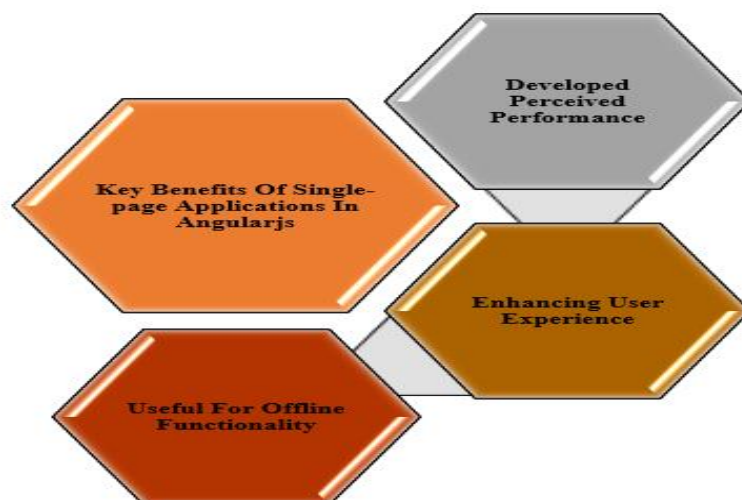 Key Benefits Of Single-
page Applications In
Angularjs
Developed
Perceived
Performance
Enhancing User
Experience
Useful For Offline
Functionality